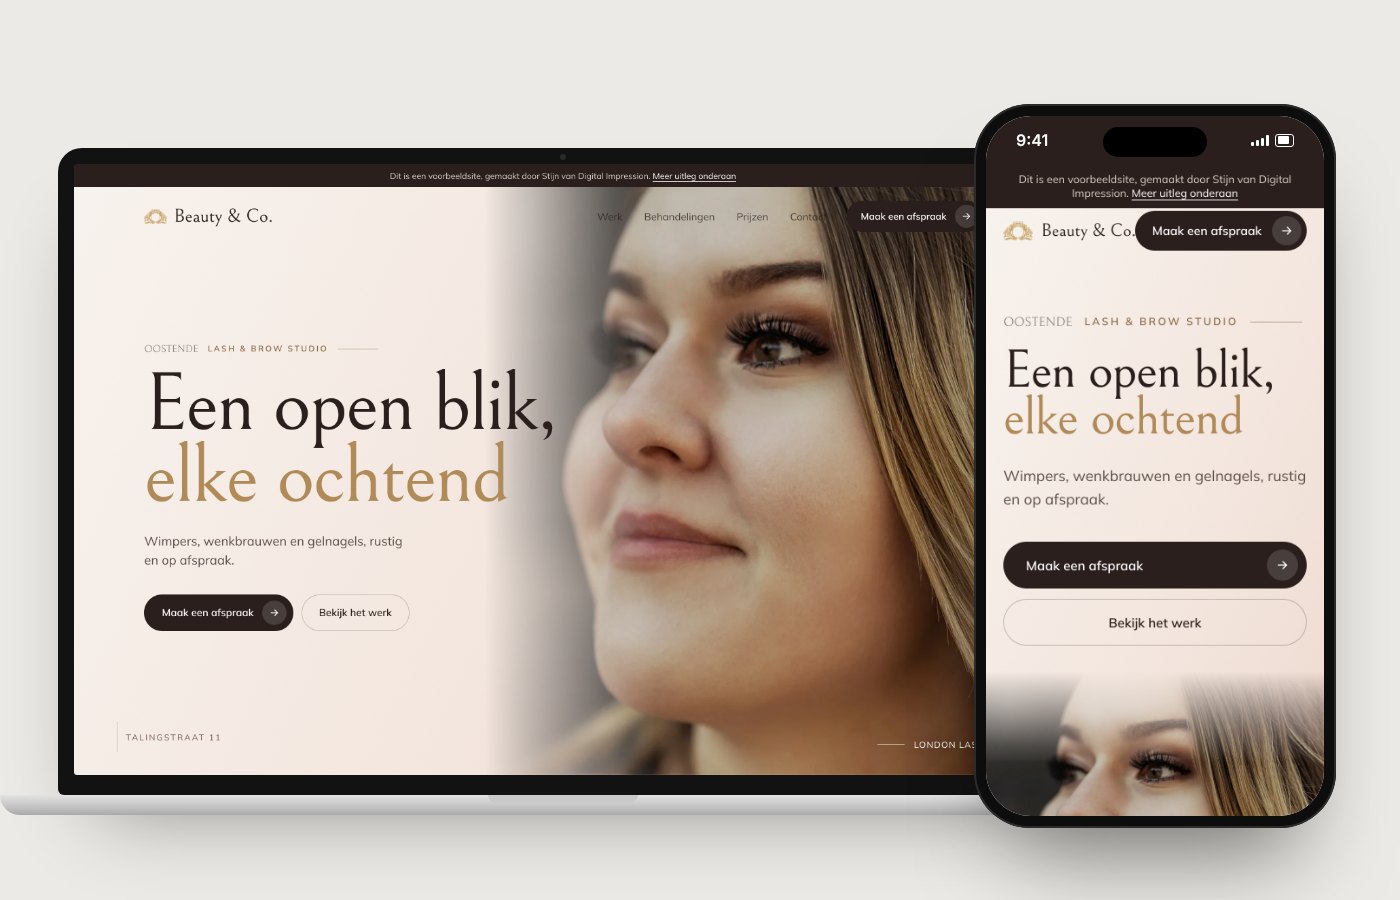 Dit is een voorbeeldsite, gemaakt door Stijn van Digital Impression. Meer uitleg onderaan
Beauty & Co.
Werk Behandelingen Prijzen Contact Maak een afspraak →
OOSTENDE LASH & BROW STUDIO
Een open blik,
elke ochtend
Wimpers, wenkbrauwen en gelnagels, rustig
en op afspraak.
Maak een afspraak → Bekijk het werk
TALINGSTRAAT 11
LONDON LAS
9:41
Dit is een voorbeeldsite, gemaakt door Stijn van Digital
Impression. Meer uitleg onderaan
Beauty & Co. Maak een afspraak →
OOSTENDE LASH & BROW STUDIO
Een open blik,
elke ochtend
Wimpers, wenkbrauwen en gelnagels, rustig
en op afspraak.
Maak een afspraak →
Bekijk het werk